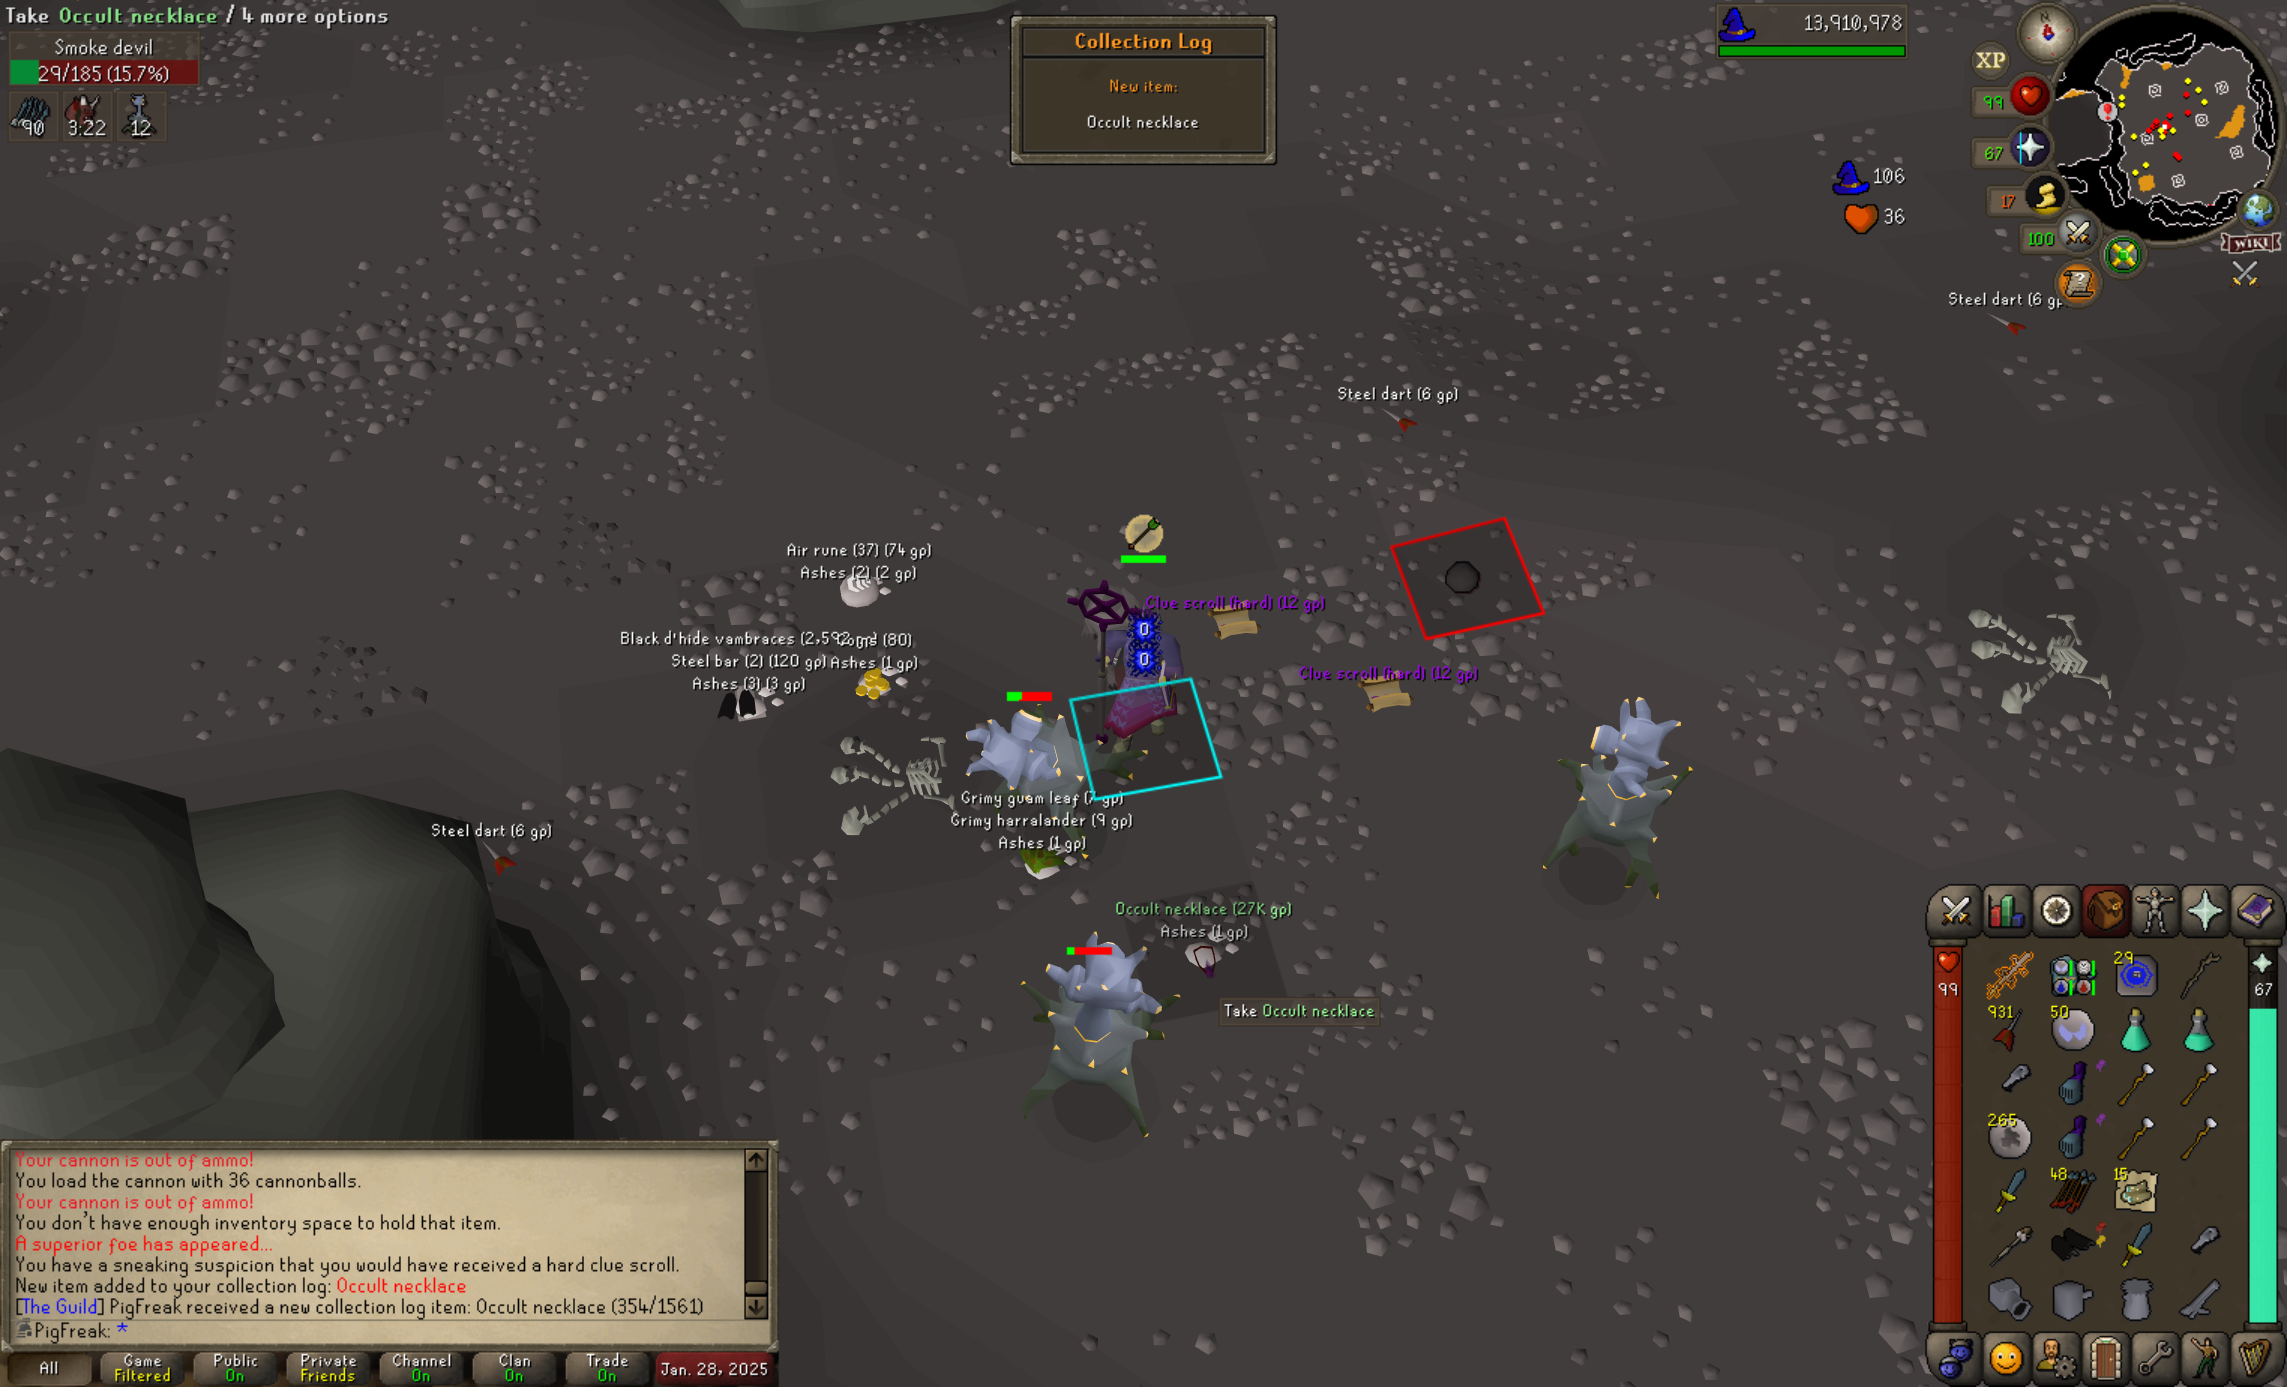 Take Occult necklace / 4 more options
Smoke devil
29/185 (15.7%)
90
3:22
12
Collection Log
New item:
Occult necklace
13,910,978
N
XP
99
67
17
100
WIKI
106
36
Steel dart (6 gp)
Steel dart (6 gp)
Air rune (37) (74 gp)
Ashes (2) (2 gp)
Clue scroll (hard) (12 gp)
0
0
Black d'hide vambraces (2,592 gp)
Coins (80)
Steel bar (2) (120 gp)
Ashes (1 gp)
Ashes (3) (3 gp)
Clue scroll (hard) (12 gp)
Grimy guam leaf (7 gp)
Grimy harralander (9 gp)
Ashes (1 gp)
Steel dart (6 gp)
Occult necklace (27K gp)
Ashes (1 gp)
Take Occult necklace
99
67
29
931
50
265
48
15
Your cannon is out of ammo!
You load the cannon with 36 cannonballs.
Your cannon is out of ammo!
You don't have enough inventory space to hold that item.
A superior foe has appeared...
You have a sneaking suspicion that you would have received a hard clue scroll.
New item added to your collection log: Occult necklace
[The Guild] PigFreak received a new collection log item: Occult necklace (354/1561)
PigFreak: *
All
Game
Filtered
Public
On
Private
Friends
Channel
On
Clan
On
Trade
On
Jan. 28, 2025